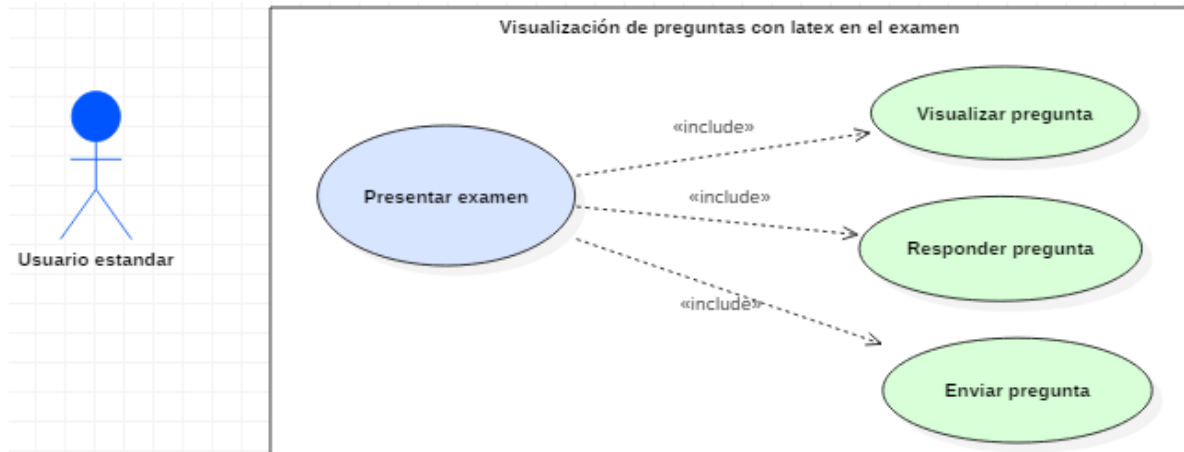 Visualización de preguntas con latex en el examen
«include»
Visualizar pregunta
Presentar examen
«include»
Responder pregunta
Usuario estandar
«include»
Enviar pregunta